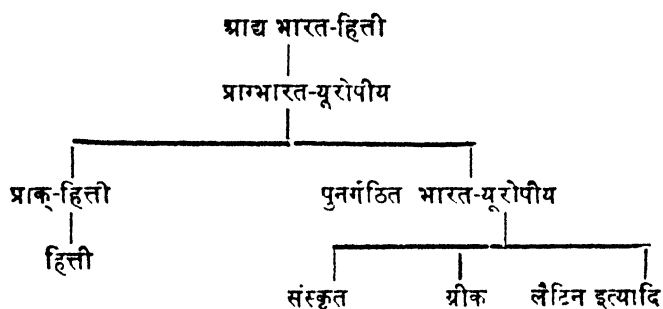 आद्य भारत-हित्ती
प्राग्भारत-यूरोपीय
प्राक्-हित्ती पुनर्गठित भारत-यूरोपीय
हित्ती
संस्कृत ग्रीक लैटिन इत्यादि